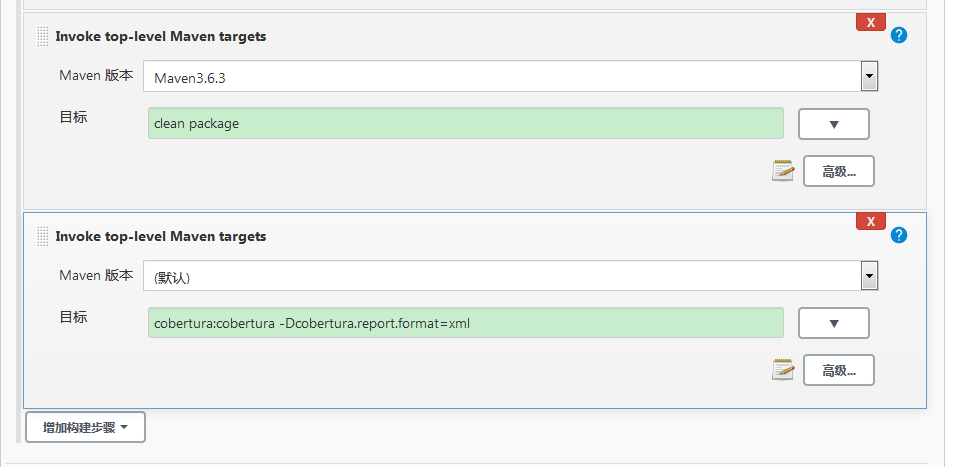 X
Invoke top-level Maven targets
?
Maven 版本
Maven3.6.3
目标
clean package
▼
高级...
X
Invoke top-level Maven targets
?
Maven 版本
(默认)
目标
cobertura:cobertura -Dcobertura.report.format=xml
▼
高级...
增加构建步骤